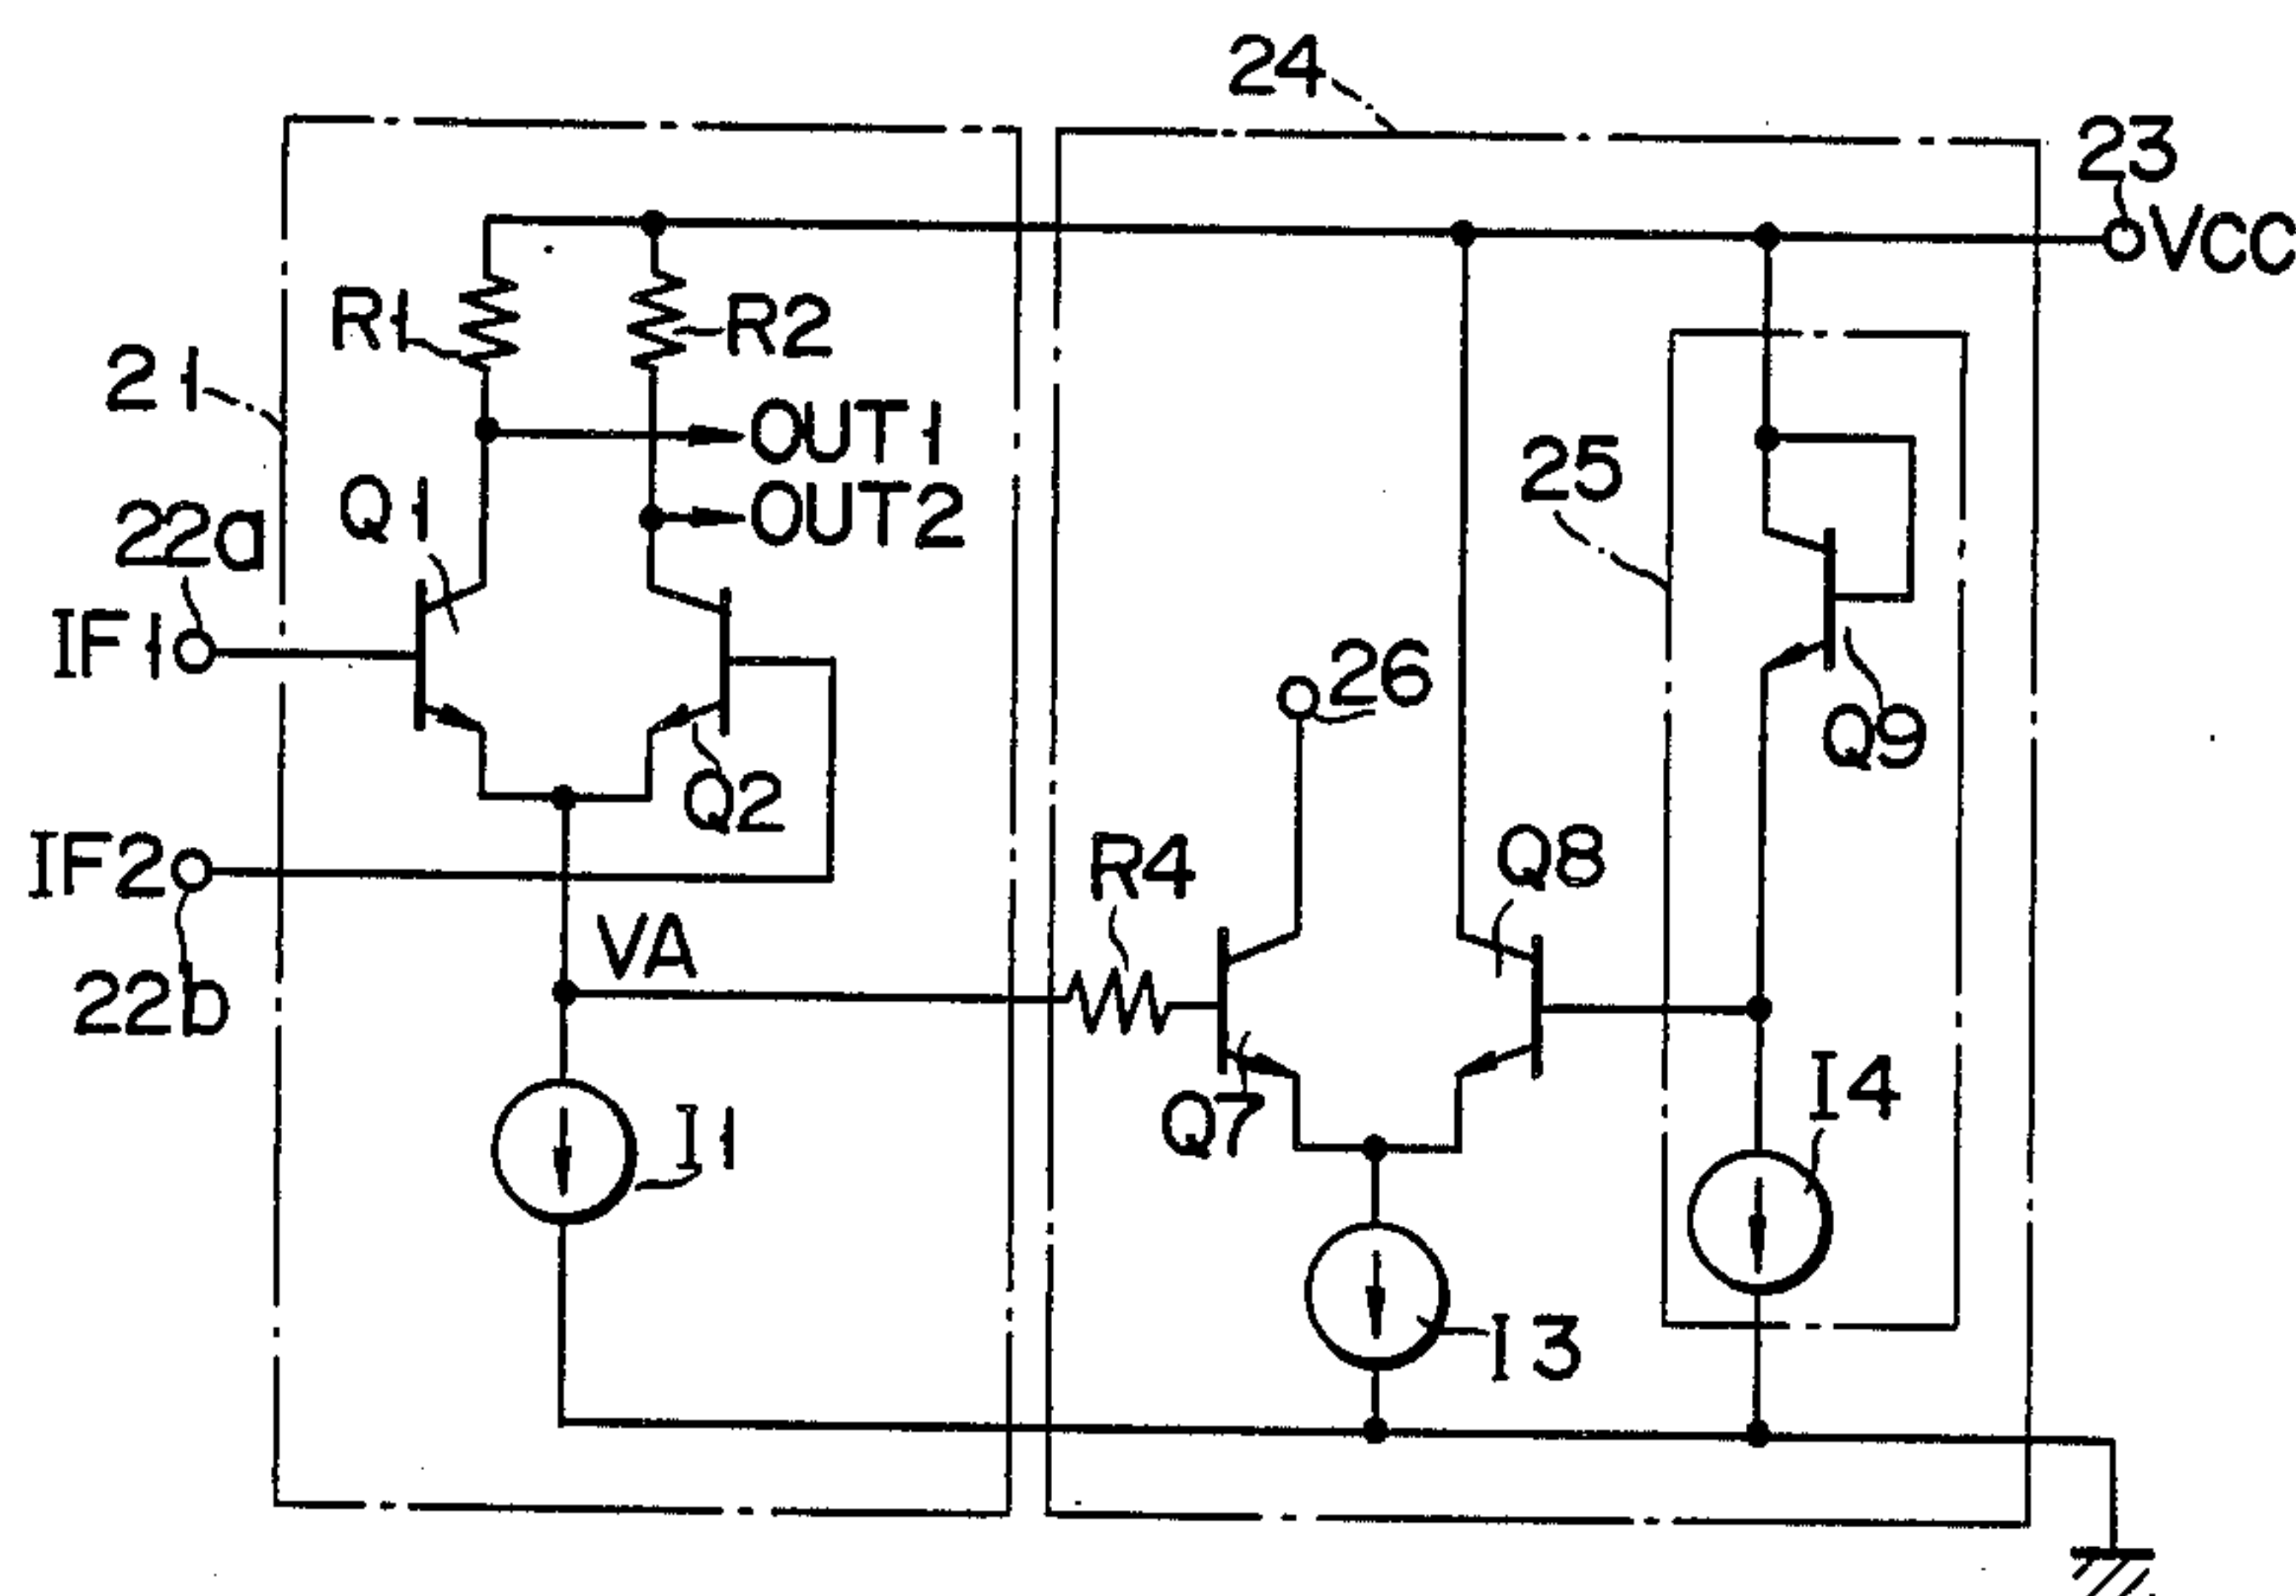 24
23
VCC
R1
R2
21
OUT1
25
Q1
OUT2
22a
IF1
26
Q9
Q2
IF2
R4
Q8
VA
22b
I4
Q7
I1
I3